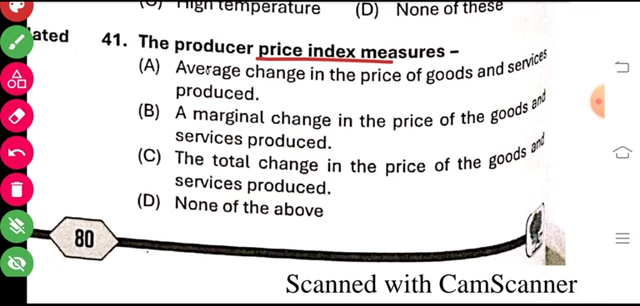 High temperature (D) None of these
ated 41. The producer price index measures –
(A) Average change in the price of goods and services
produced.
(B) A marginal change in the price of the goods and
services produced.
(C) The total change in the price of the goods and
services produced.
(D) None of the above
80
Scanned with CamScanner